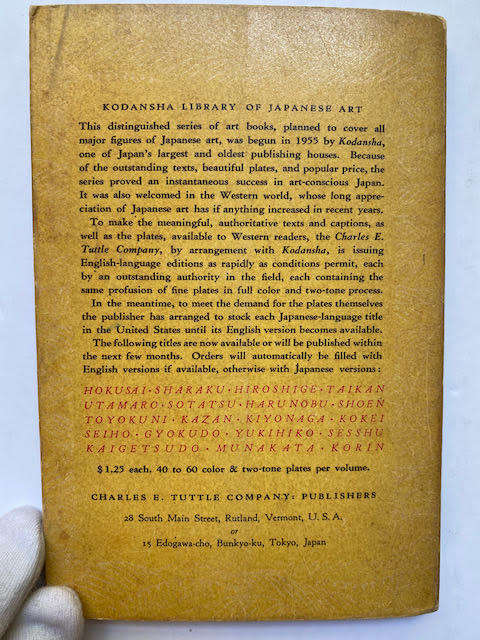 KODANSHA LIBRARY OF JAPANESE ART
This distinguished series of art books, planned to cover all
major figures of Japanese art, was begun in 1955 by Kodansha,
one of Japan's largest and oldest publishing houses. Because
of the outstanding texts, beautiful plates, and popular price, the
series proved an instantaneous success in art-conscious Japan.
It was also welcomed in the Western world, whose long appre-
ciation of Japanese art has if anything increased in recent years.
To make the meaningful, authoritative texts and captions, as
well as the plates, available to Western readers, the Charles E.
Tuttle Company, by arrangement with Kodansha, is issuing
English-language editions as rapidly as conditions permit, each
by an outstanding authority in the field, each containing the
same profusion of fine plates in full color and two-tone process.
In the meantime, to meet the demand for the plates themselves
the publisher has arranged to stock each Japanese-language title
in the United States until its English version becomes available.
The following titles are now available or will be published within
the next few months. Orders will automatically be filled with
English versions if available, otherwise with Japanese versions:
HOKUSAI · SHARAKU · HIROSHIGE · TAIKAN
UTAMARO · SOTATSU · HARUNOBU · SHOEN
TOYOKUNI · KAZAN · KIYONAGA · KOKEI
SEIHO · GYOKUDO · YUKIHIKO · SESSHU
KAIGETSUDO · MUNAKATA · KORIN
$1.25 each, 40 to 60 color & two-tone plates per volume.
CHARLES E. TUTTLE COMPANY: PUBLISHERS
28 South Main Street, Rutland, Vermont, U. S. A.
or
15 Edogawa-cho, Bunkyo-ku, Tokyo, Japan